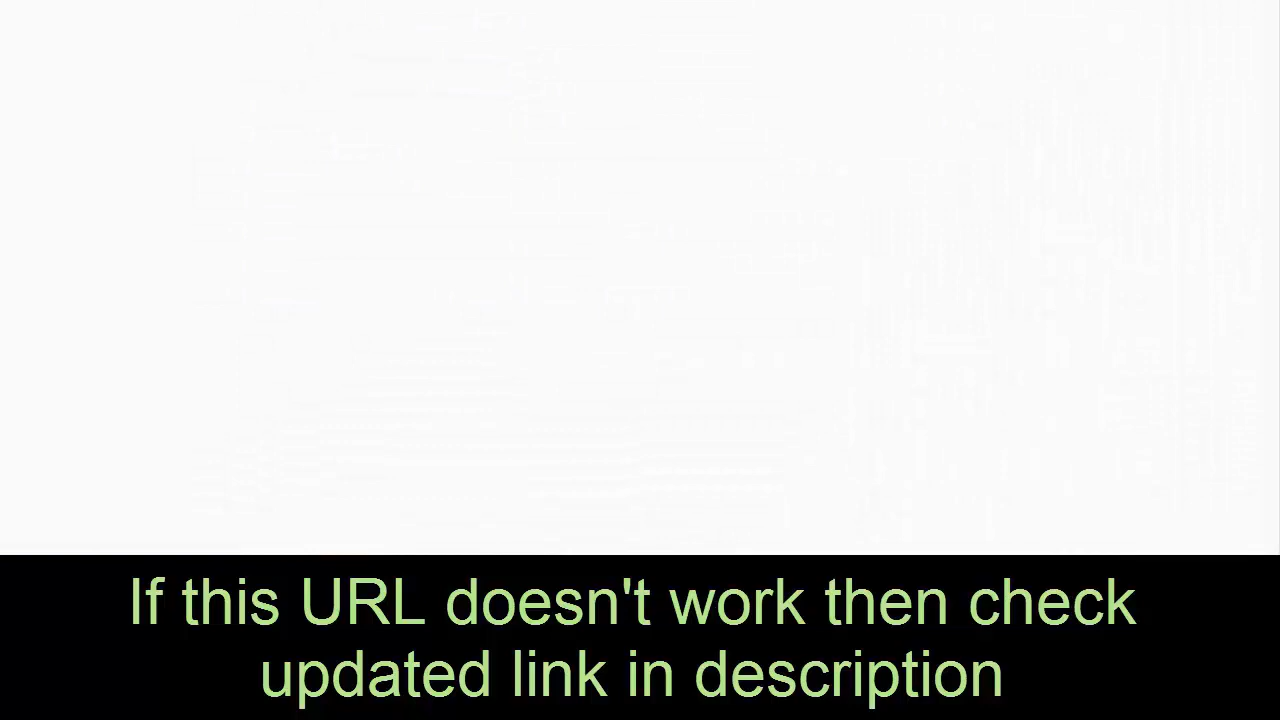 If this URL doesn't work then check
updated link in description